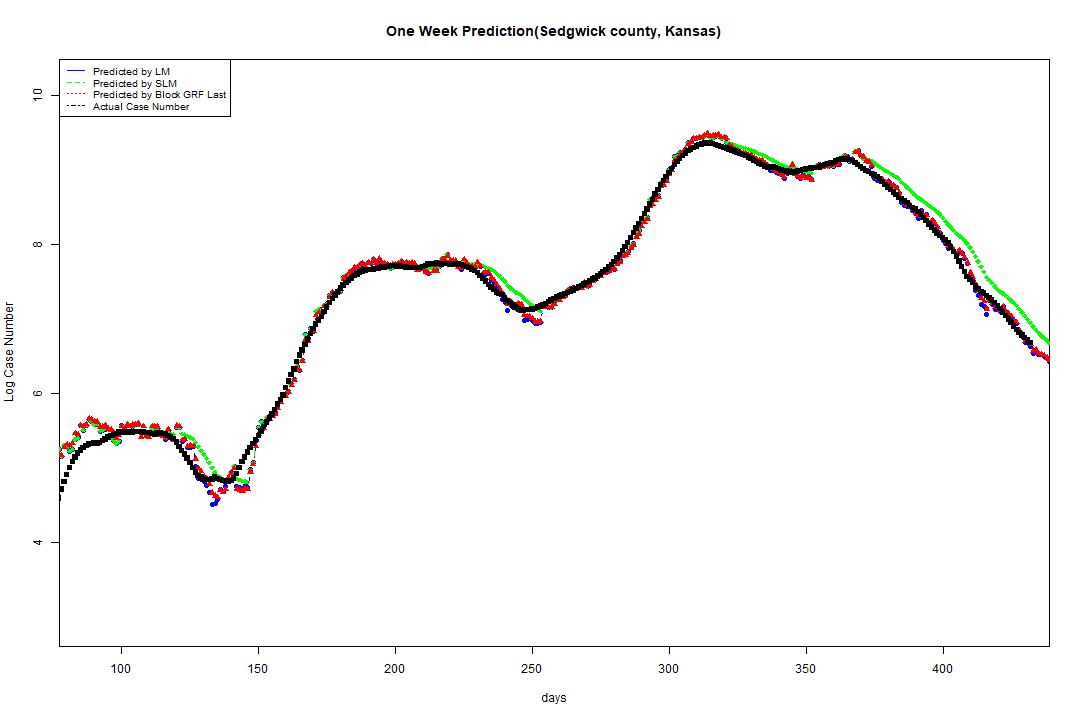 One Week Prediction(Sedgwick county, Kansas)
Predicted by LM
Predicted by SLM
Predicted by Block GRF Last
Actual Case Number
10
8
6
4
Log Case Number
100 150 200 250 300 350 400
days